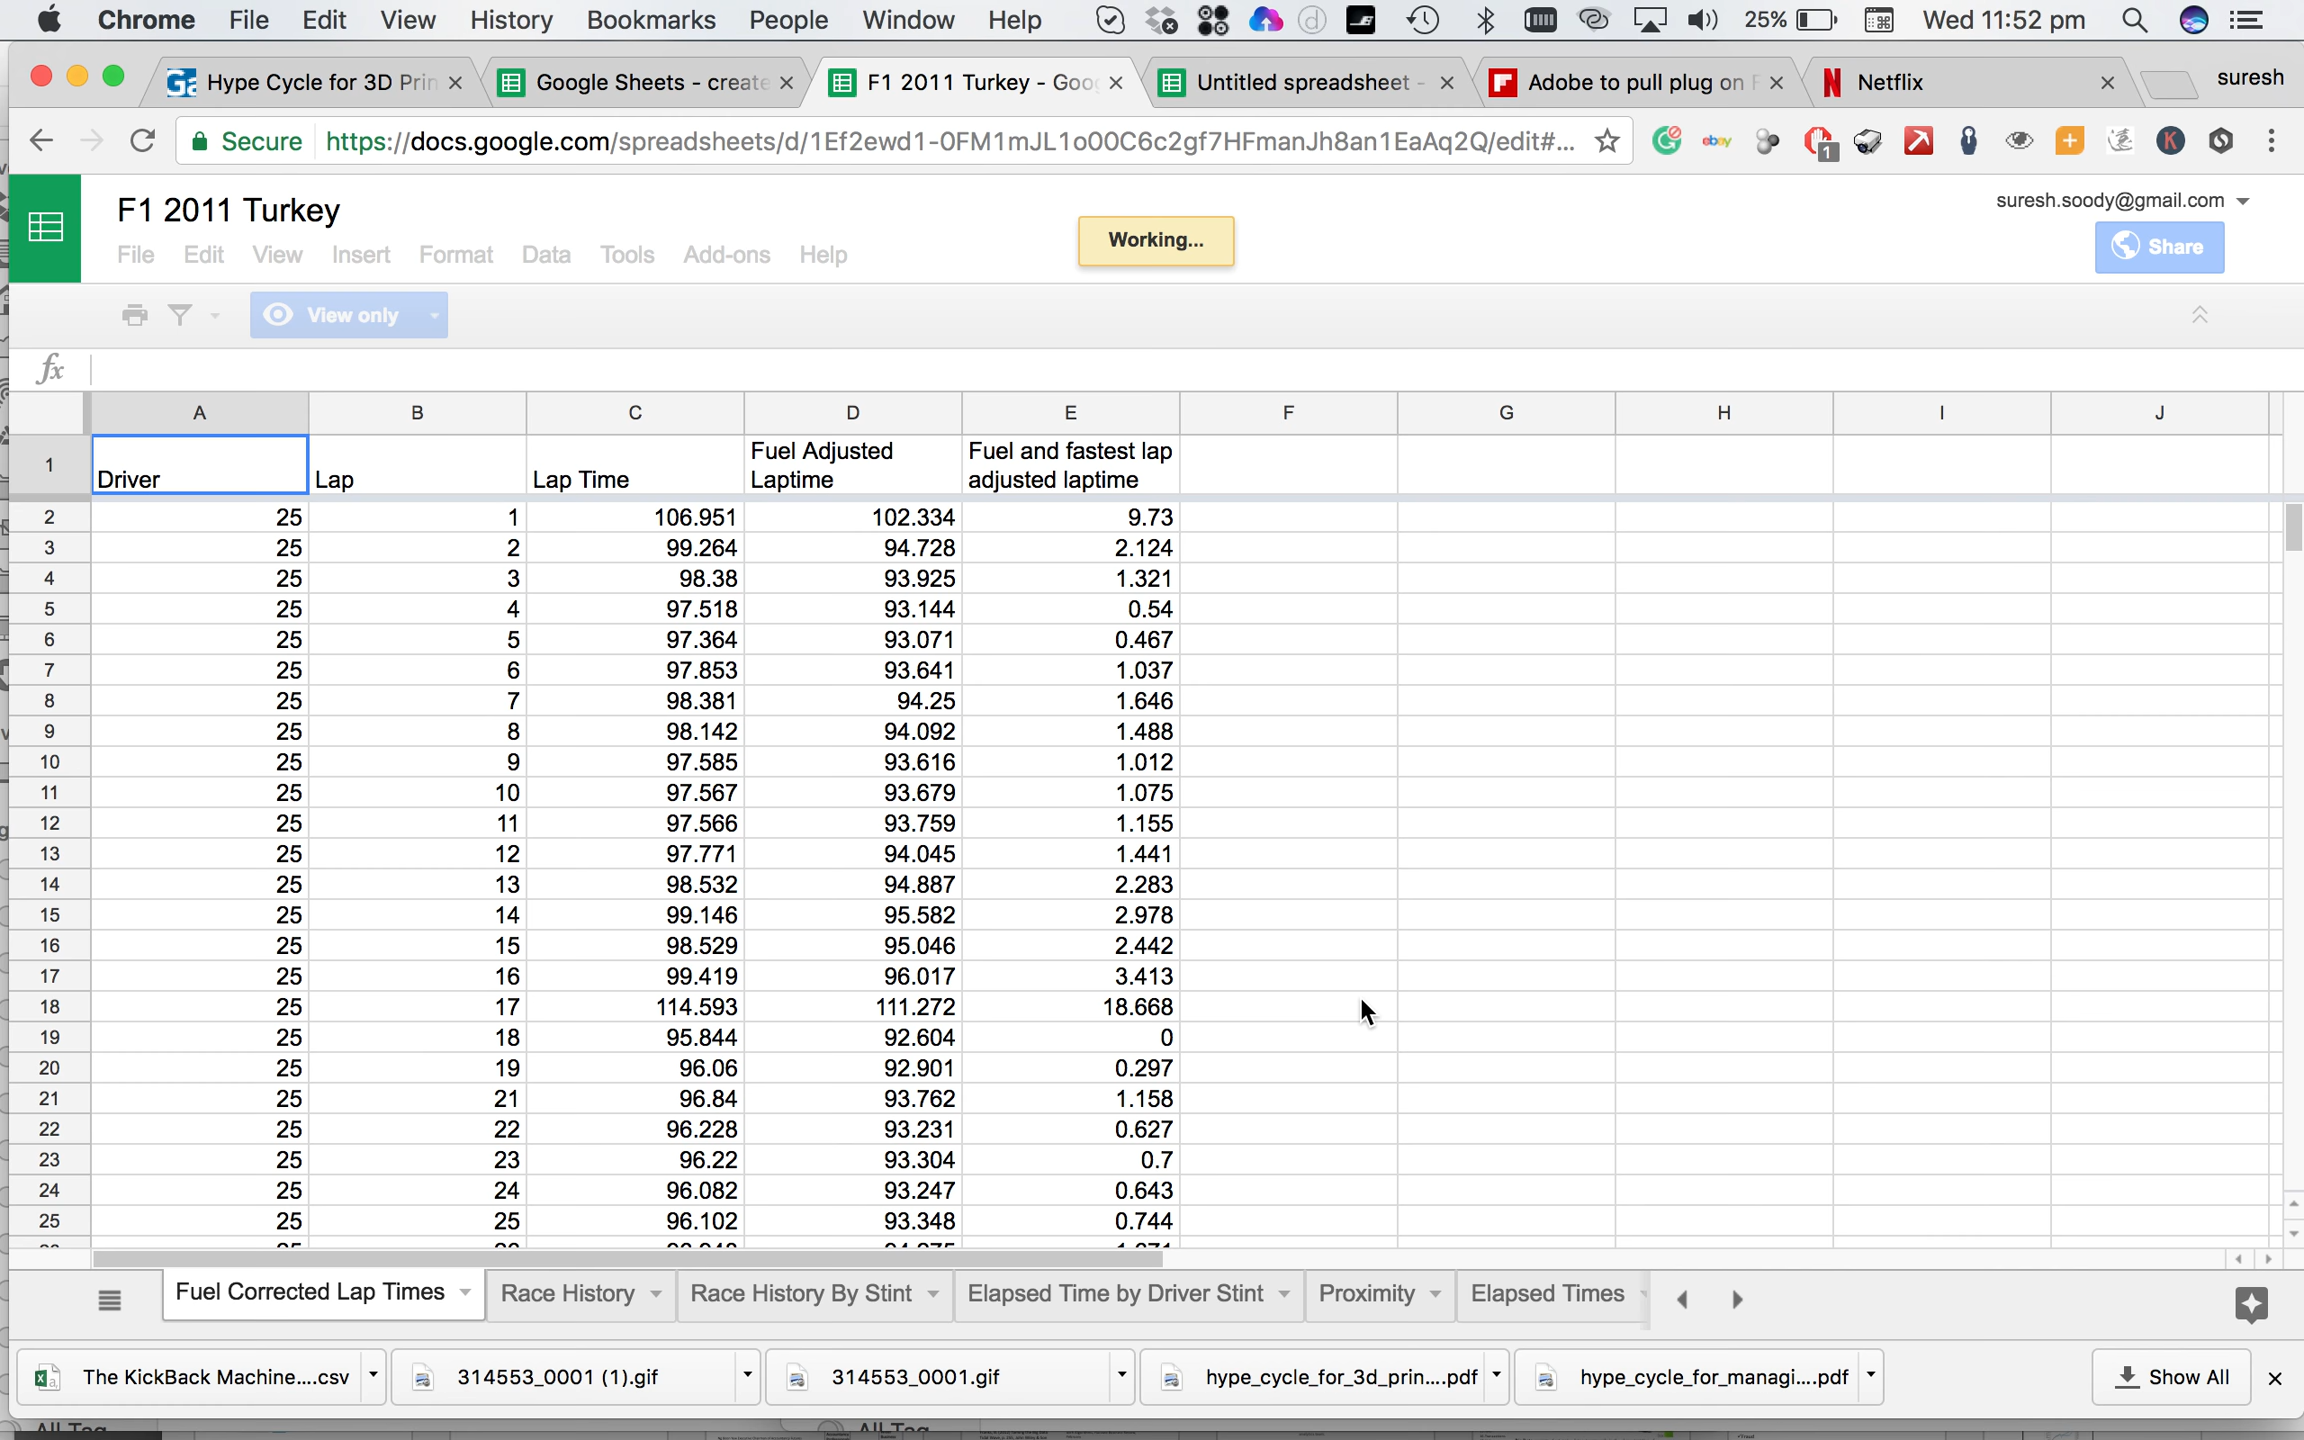 Chrome File Edit View History Bookmarks People Window Help 25% Wed 11:52 pm
Hype Cycle for 3D Prin Google Sheets - create F1 2011 Turkey - Goo Untitled spreadsheet - Adobe to pull plug on F Netflix suresh
Secure https://docs.google.com/spreadsheets/d/1Ef2ewd1-0FM1mJL1o00C6c2gf7HFmanJh8an1EaAq2Q/edit#... ebay 1 K
F1 2011 Turkey
suresh.soody@gmail.com
Working...
Share
File Edit View Insert Format Data Tools Add-ons Help
View only
fx
A B C D E F G H I J
1 Driver Lap Lap Time Fuel Adjusted Laptime Fuel and fastest lap adjusted laptime
2 25 1 106.951 102.334 9.73
3 25 2 99.264 94.728 2.124
4 25 3 98.38 93.925 1.321
5 25 4 97.518 93.144 0.54
6 25 5 97.364 93.071 0.467
7 25 6 97.853 93.641 1.037
8 25 7 98.381 94.25 1.646
9 25 8 98.142 94.092 1.488
10 25 9 97.585 93.616 1.012
11 25 10 97.567 93.679 1.075
12 25 11 97.566 93.759 1.155
13 25 12 97.771 94.045 1.441
14 25 13 98.532 94.887 2.283
15 25 14 99.146 95.582 2.978
16 25 15 98.529 95.046 2.442
17 25 16 99.419 96.017 3.413
18 25 17 114.593 111.272 18.668
19 25 18 95.844 92.604 0
20 25 19 96.06 92.901 0.297
21 25 21 96.84 93.762 1.158
22 25 22 96.228 93.231 0.627
23 25 23 96.22 93.304 0.7
24 25 24 96.082 93.247 0.643
25 25 25 96.102 93.348 0.744
Fuel Corrected Lap Times Race History Race History By Stint Elapsed Time by Driver Stint Proximity Elapsed Times
The KickBack Machine....csv 314553_0001 (1).gif 314553_0001.gif hype_cycle_for_3d_prin....pdf hype_cycle_for_managi....pdf Show All